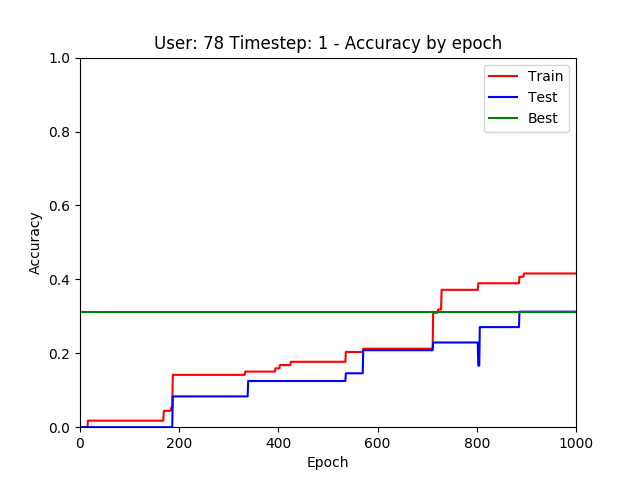 User: 78 Timestep: 1 - Accuracy by epoch
1.0
0.8
0.6
0.4
0.2
0.0
Accuracy
Train
Test
Best
0 200 400 600 800 1000
Epoch